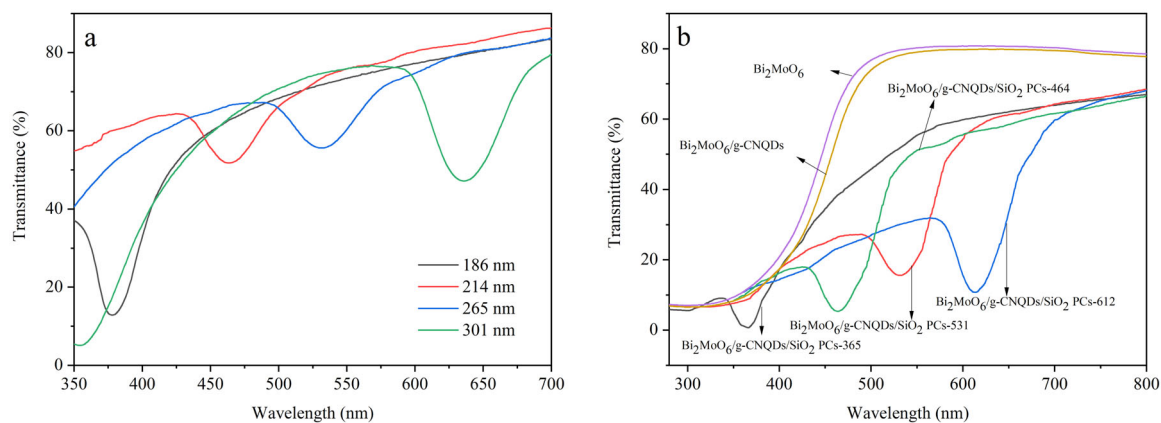 a
Transmittance (%)
80
60
40
20
0
350
400
450
500
550
600
650
700
Wavelength (nm)
186 nm
214 nm
265 nm
301 nm
b
Transmittance (%)
80
60
40
20
0
300
400
500
600
700
800
Wavelength (nm)
Bi₂MoO₆
Bi₂MoO₆/g-CNQDs/SiO₂ PCs-464
Bi₂MoO₆/g-CNQDs
Bi₂MoO₆/g-CNQDs/SiO₂ PCs-612
Bi₂MoO₆/g-CNQDs/SiO₂ PCs-531
Bi₂MoO₆/g-CNQDs/SiO₂ PCs-365